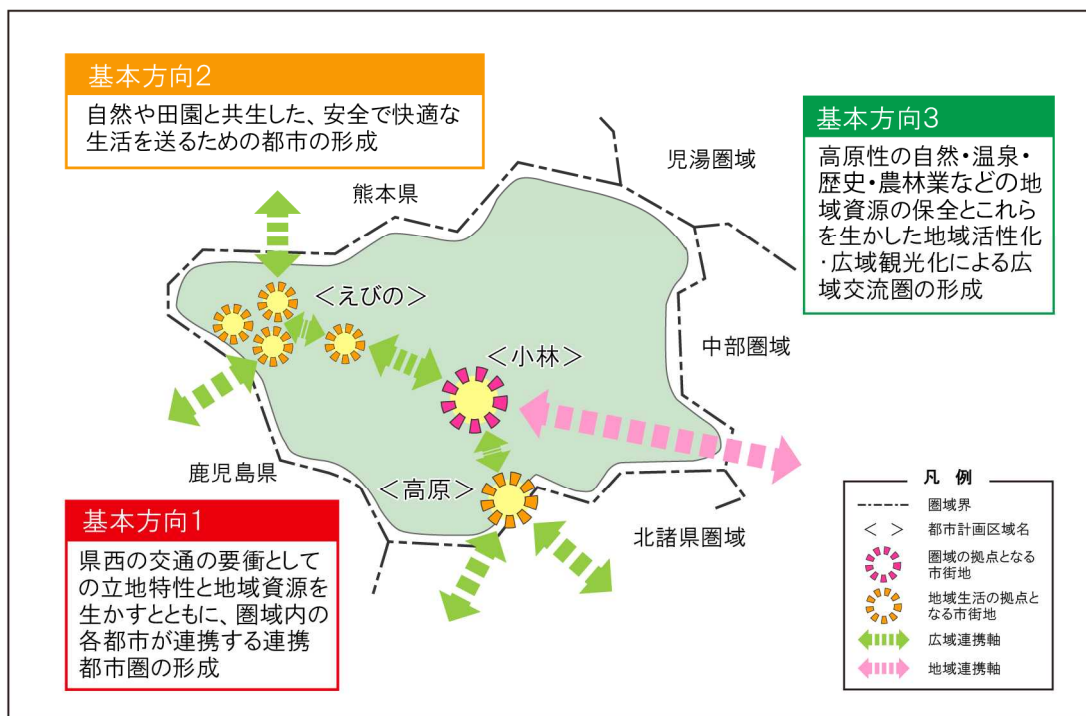 基本方向2
自然や田園と共生した、安全で快適な
生活を送るための都市の形成
基本方向3
高原性の自然・温泉・
歴史・農林業などの地
域資源の保全とこれら
を生かした地域活性化
・広域観光化による広
域交流圏の形成
児湯圏域
熊本県
＜えびの＞
中部圏域
＜小林＞
鹿児島県
＜高原＞
北諸県圏域
基本方向1
県西の交通の要衝として
の立地特性と地域資源を
生かすとともに、圏域内の
各都市が連携する連携
都市圏の形成
凡 例
圏域界
＜ ＞ 都市計画区域名
圏域の拠点となる
市街地
地域生活の拠点と
なる市街地
広域連携軸
地域連携軸